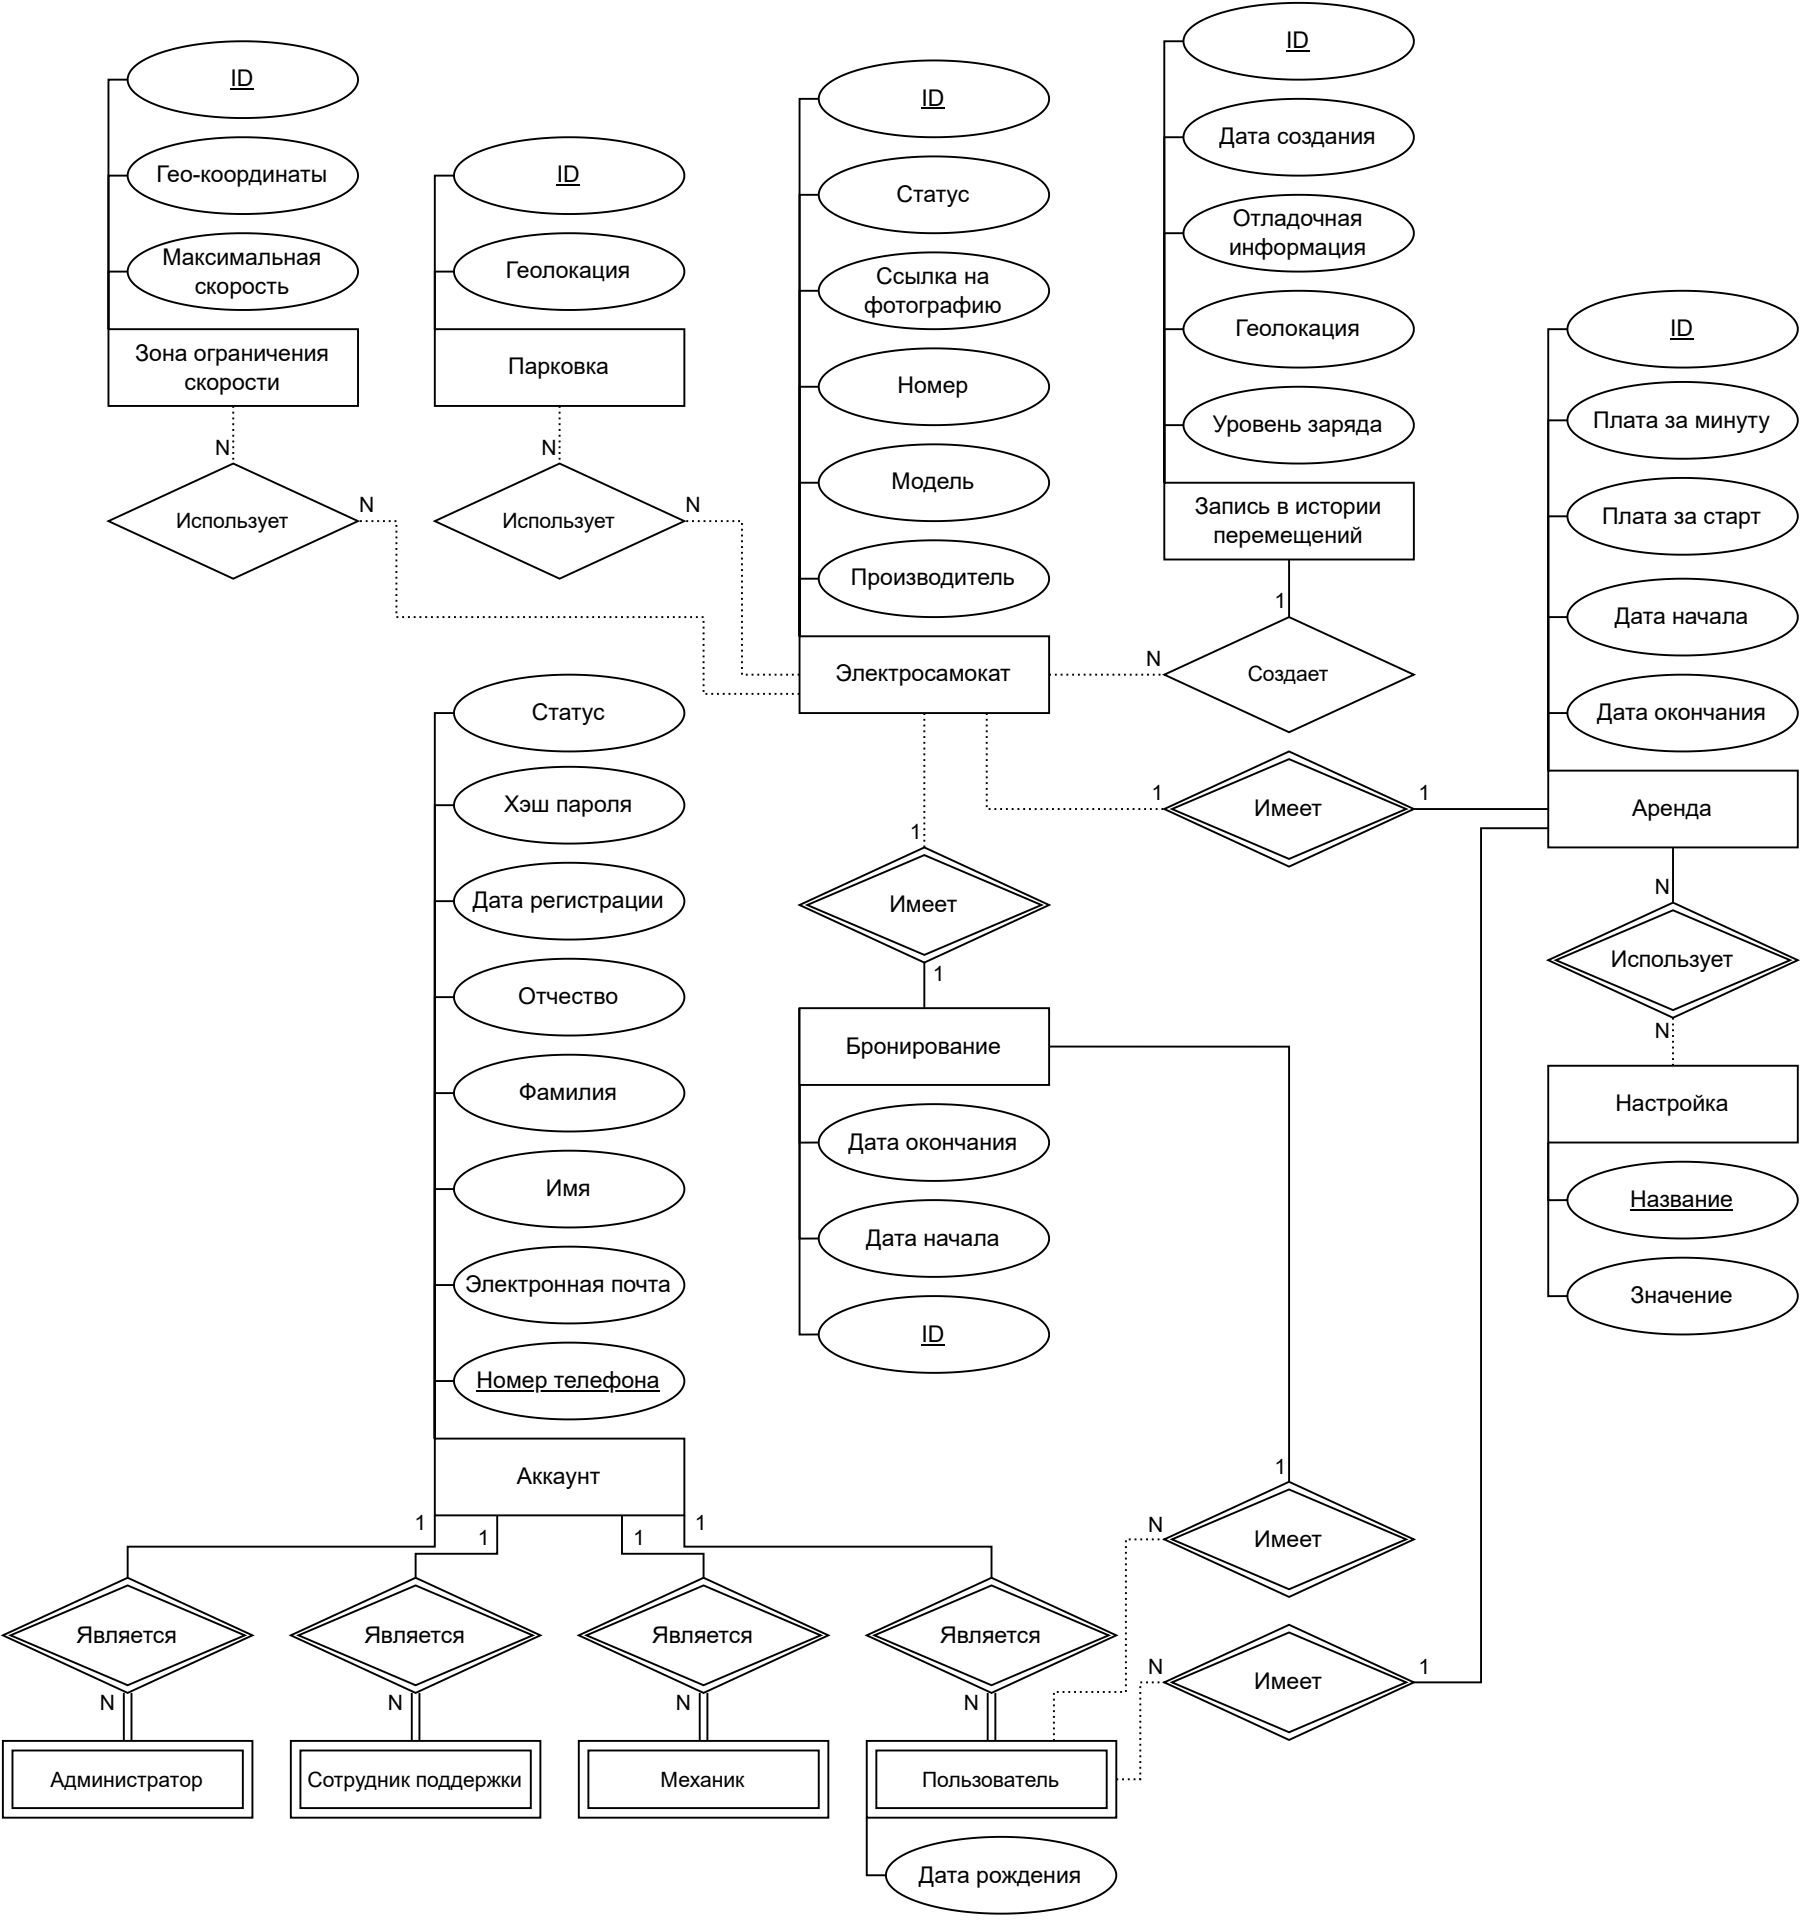 ID
Гео-координаты
Максимальная
скорость
Зона ограничения
скорости
N
Использует
N
ID
Геолокация
Парковка
N
Использует
N
ID
Статус
Ссылка на
фотографию
Номер
Модель
Производитель
Электросамокат
ID
Дата создания
Отладочная
информация
Геолокация
Уровень заряда
Запись в истории
перемещений
1
N
Создает
ID
Плата за минуту
Плата за старт
Дата начала
Дата окончания
Аренда
1
Имеет
1
N
Использует
N
Настройка
Название
Значение
1
Имеет
1
Бронирование
Дата окончания
Дата начала
ID
Статус
Хэш пароля
Дата регистрации
Отчество
Фамилия
Имя
Электронная почта
Номер телефона
Аккаунт
1
1
1
1
Является
Является
Является
Является
N
N
N
N
Администратор
Сотрудник поддержки
Механик
Пользователь
Дата рождения
1
N
Имеет
N
Имеет
1